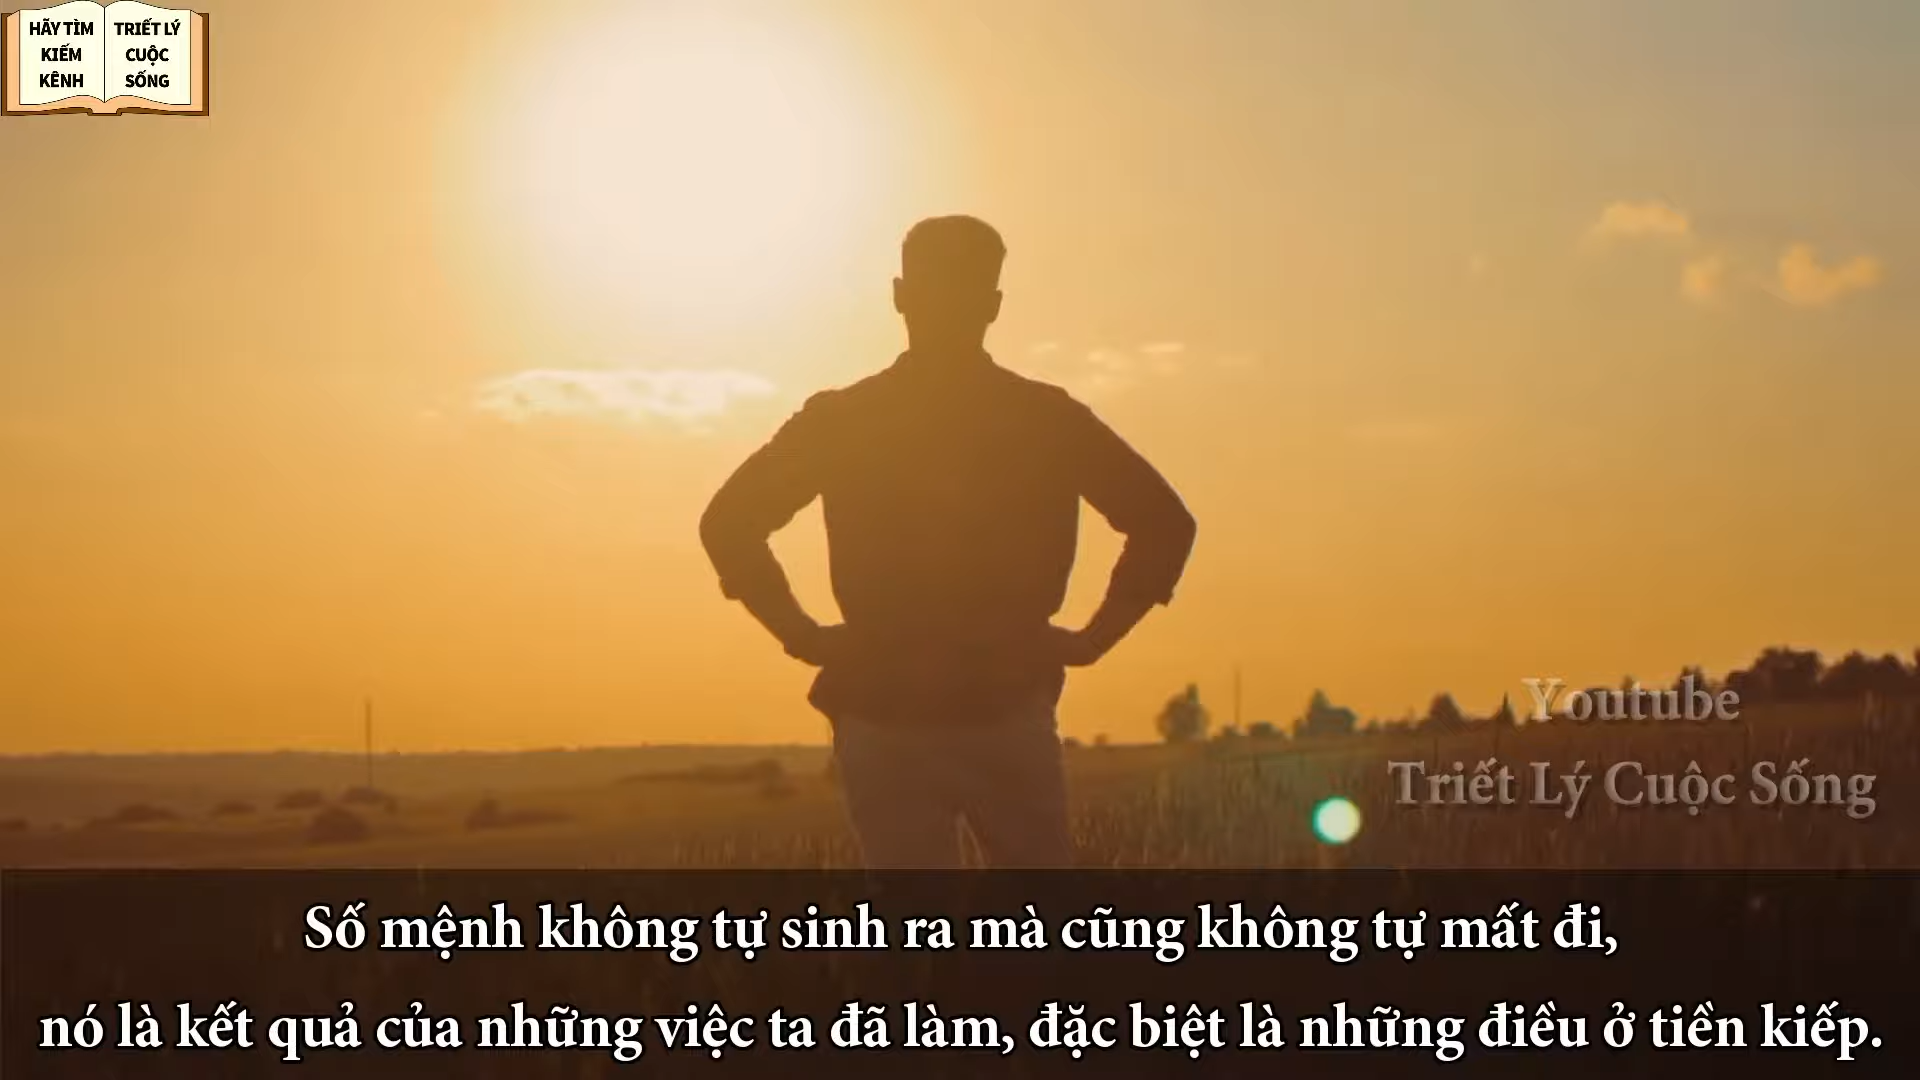 HÃY TÌM
KIẾM
KÊNH
TRIẾT LÝ
CUỘC
SỐNG
Youtube
Triết Lý Cuộc Sống
Số mệnh không tự sinh ra mà cũng không tự mất đi,
nó là kết quả của những việc ta đã làm, đặc biệt là những điều ở tiền kiếp.